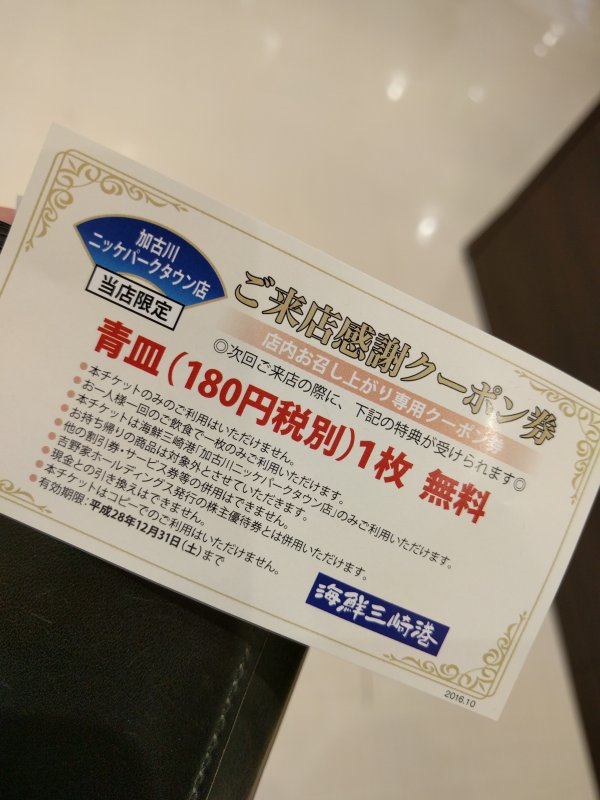 加古川
ニッケパークタウン店
当店限定
ご来店感謝クーポン券
店内お召し上がり専用クーポン券
◎次回ご来店の際に、下記の特典が受けられます◎
青皿(180円税別)1枚 無料
●本チケットのみのご利用はいただけません。
●お一人様一回のご飲食で一枚のみご利用いただけます。
●本チケットは海鮮三崎港「加古川ニッケパークタウン店」のみご利用いただけます。
●お持ち帰りの商品は対象外とさせていただきます。
●他の割引券・サービス券等の併用はできません。
●吉野家ホールディングス発行の株主優待券とは併用いただけます。
●現金との引き換えはできません。
●本チケットはコピーでのご利用はいただけません。
●有効期限:平成28年12月31日(土)まで
海鮮三崎港
2016.10